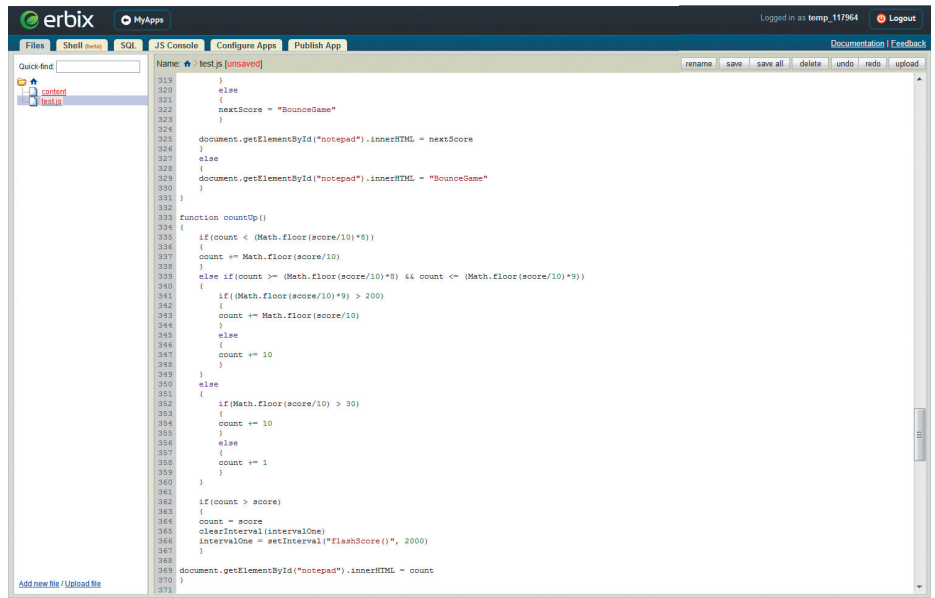 erbix MyApps Logged in as temp_117964 Logout
Files Shell (beta) SQL JS Console Configure Apps Publish App Documentation | Feedback
Quick-find: Name: > test.js [unsaved] rename save save all delete undo redo upload
content
test.js
319 }
320 else
321 {
322 nextScore = "BounceGame"
323 }
324
325 document.getElementById("notepad").innerHTML = nextScore
326 }
327 else
328 {
329 document.getElementById("notepad").innerHTML = "BounceGame"
330 }
331 }
332
333 function countUp()
334 {
335 if(count < (Math.floor(score/10)*8))
336 {
337 count += Math.floor(score/10)
338 }
339 else if(count >= (Math.floor(score/10)*8) && count <= (Math.floor(score/10)*9))
340 {
341 if((Math.floor(score/10)*9) > 200)
342 {
343 count += Math.floor(score/10)
344 }
345 else
346 {
347 count += 10
348 }
349 }
350 else
351 {
352 if(Math.floor(score/10) > 30)
353 {
354 count += 10
355 }
356 else
357 {
358 count += 1
359 }
360 }
361
362 if(count > score)
363 {
364 count = score
365 clearInterval(intervalOne)
366 intervalOne = setInterval("flashScore()", 2000)
367 }
368
369 document.getElementById("notepad").innerHTML = count
370 }
371
Add new file / Upload file